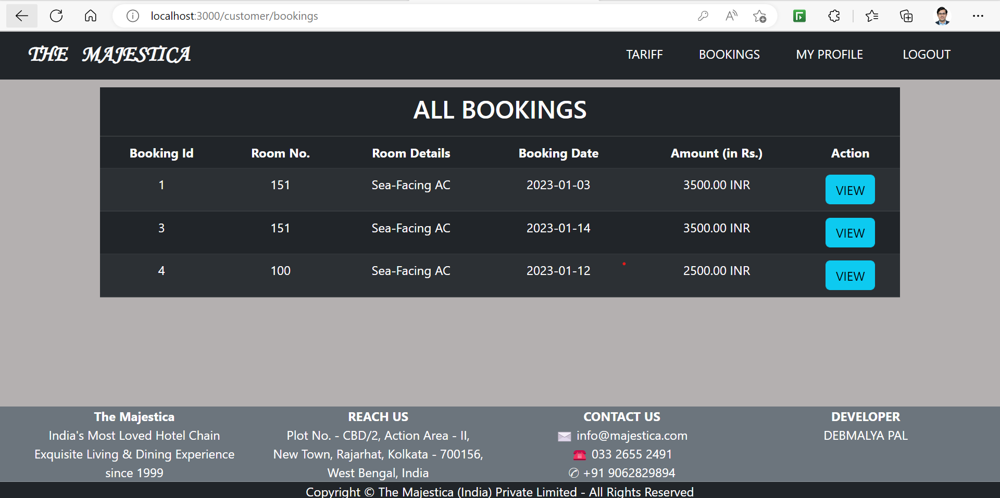 localhost:3000/customer/bookings
THE MAJESTICA
TARIFF BOOKINGS MY PROFILE LOGOUT
ALL BOOKINGS
Booking Id Room No. Room Details Booking Date Amount (in Rs.) Action
1 151 Sea-Facing AC 2023-01-03 3500.00 INR VIEW
3 151 Sea-Facing AC 2023-01-14 3500.00 INR VIEW
4 100 Sea-Facing AC 2023-01-12 2500.00 INR VIEW
The Majestica
India's Most Loved Hotel Chain
Exquisite Living & Dining Experience
since 1999
REACH US
Plot No. - CBD/2, Action Area - II,
New Town, Rajarhat, Kolkata - 700156,
West Bengal, India
CONTACT US
✉ info@majestica.com
☎ 033 2655 2491
✆ +91 9062829894
DEVELOPER
DEBMALYA PAL
Copyright © The Majestica (India) Private Limited - All Rights Reserved